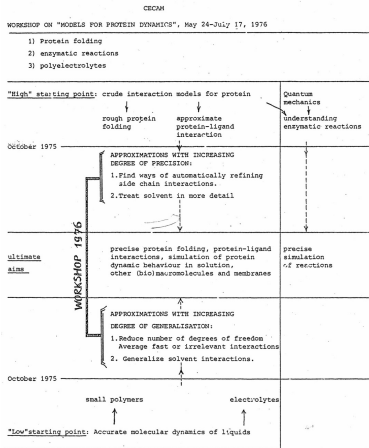 CECAM
WORKSHOP ON "MODELS FOR PROTEIN DYNAMICS", May 24-July 17, 1976
1) Protein folding
2) enzymatic reactions
3) polyelectrolytes
"High" starting point: crude interaction models for protein
Quantum
mechanics
rough protein
folding
approximate
protein-ligand
interaction
understanding
enzymatic reactions
October 1975
APPROXIMATIONS WITH INCREASING
DEGREE OF PRECISION:
1.Find ways of automatically refining
side chain interactions.
2.Treat solvent in more detail
WORKSHOP 1976
ultimate
aims
precise protein folding, protein-ligand
interactions, simulation of protein
dynamic behaviour in solution,
other (bio)mauromolecules and membranes
precise
simulation
of reactions
APPROXIMATIONS WITH INCREASING
DEGREE OF GENERALISATION:
1.Reduce number of degrees of freedom
Average fast or irrelevant interactions
2. Generalize solvent interactions.
October 1975
small polymers
electrolytes
"Low"starting point: Accurate molecular dynamics of liquids